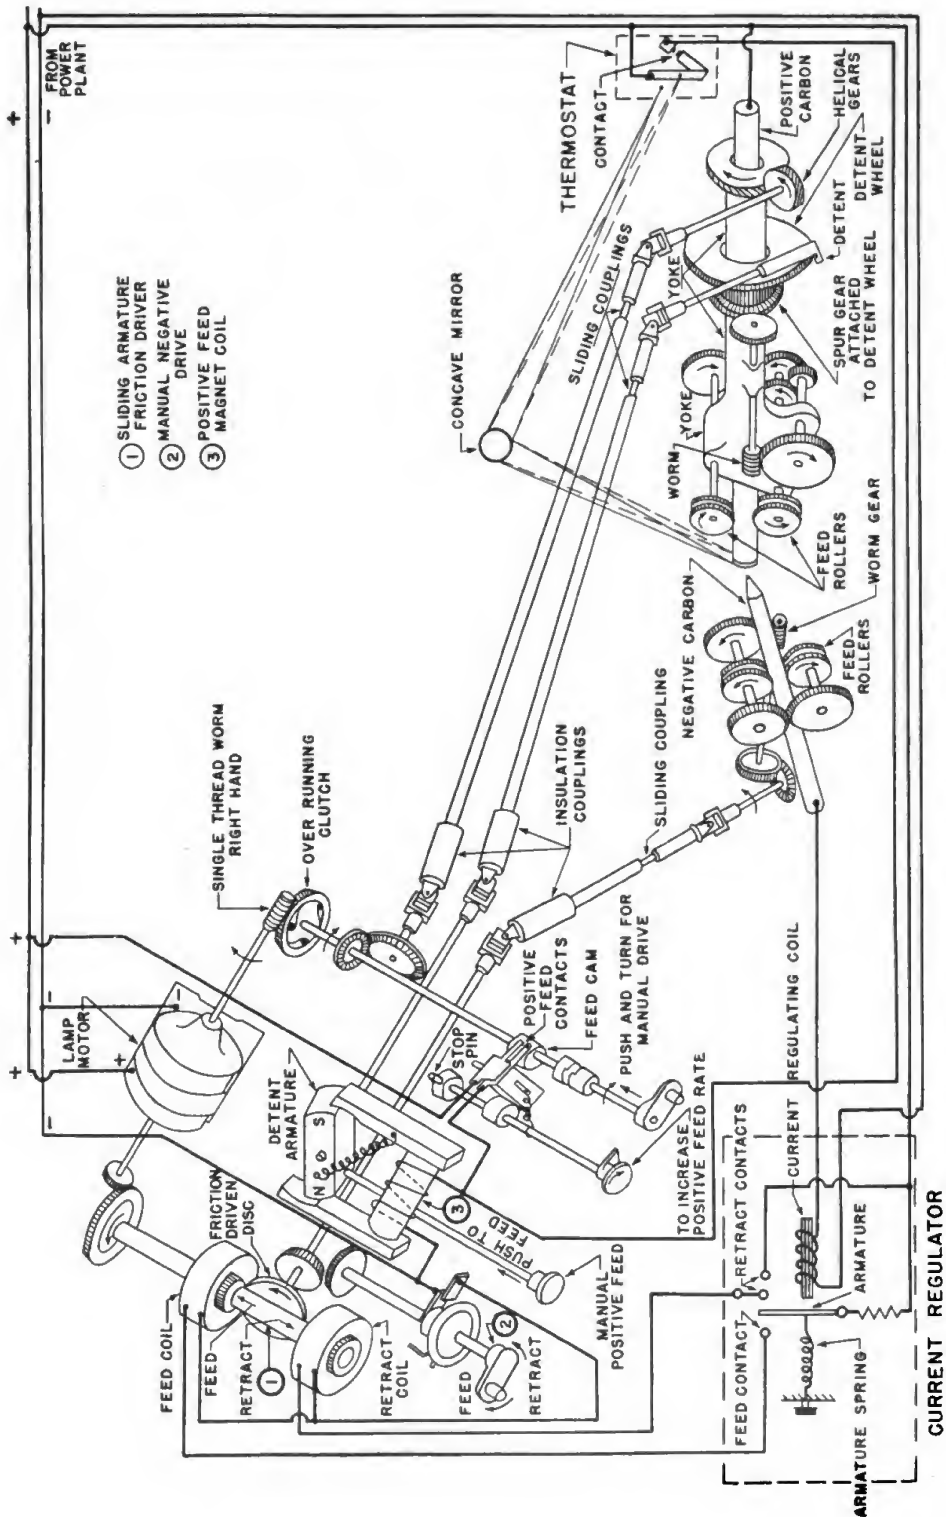 +
FROM
POWER
PLANT
−
① SLIDING ARMATURE
FRICTION DRIVER
② MANUAL NEGATIVE
DRIVE
③ POSITIVE FEED
MAGNET COIL
THERMOSTAT
CONTACT
POSITIVE
CARBON
HELICAL
GEARS
DETENT
WHEEL
DETENT
SPUR GEAR
ATTACHED
TO DETENT WHEEL
YOKE
SLIDING COUPLINGS
CONCAVE MIRROR
YOKE
WORM
FEED
ROLLERS
WORM GEAR
NEGATIVE CARBON
FEED
ROLLERS
SLIDING COUPLING
INSULATION
COUPLINGS
SINGLE THREAD WORM
RIGHT HAND
OVER RUNNING
CLUTCH
+
−
LAMP
MOTOR
+
−
+
−
STOP
PIN
POSITIVE
FEED
CONTACTS
FEED CAM
PUSH AND TURN FOR
MANUAL DRIVE
TO INCREASE
POSITIVE FEED RATE
DETENT
ARMATURE
N
S
③
PUSH TO
FEED
MANUAL
POSITIVE FEED
FRICTION
DRIVEN
DISC
FEED COIL
FEED
RETRACT
①
RETRACT
COIL
FEED
②
RETRACT
CURRENT REGULATING COIL
RETRACT CONTACTS
FEED CONTACT
ARMATURE
ARMATURE SPRING
CURRENT REGULATOR